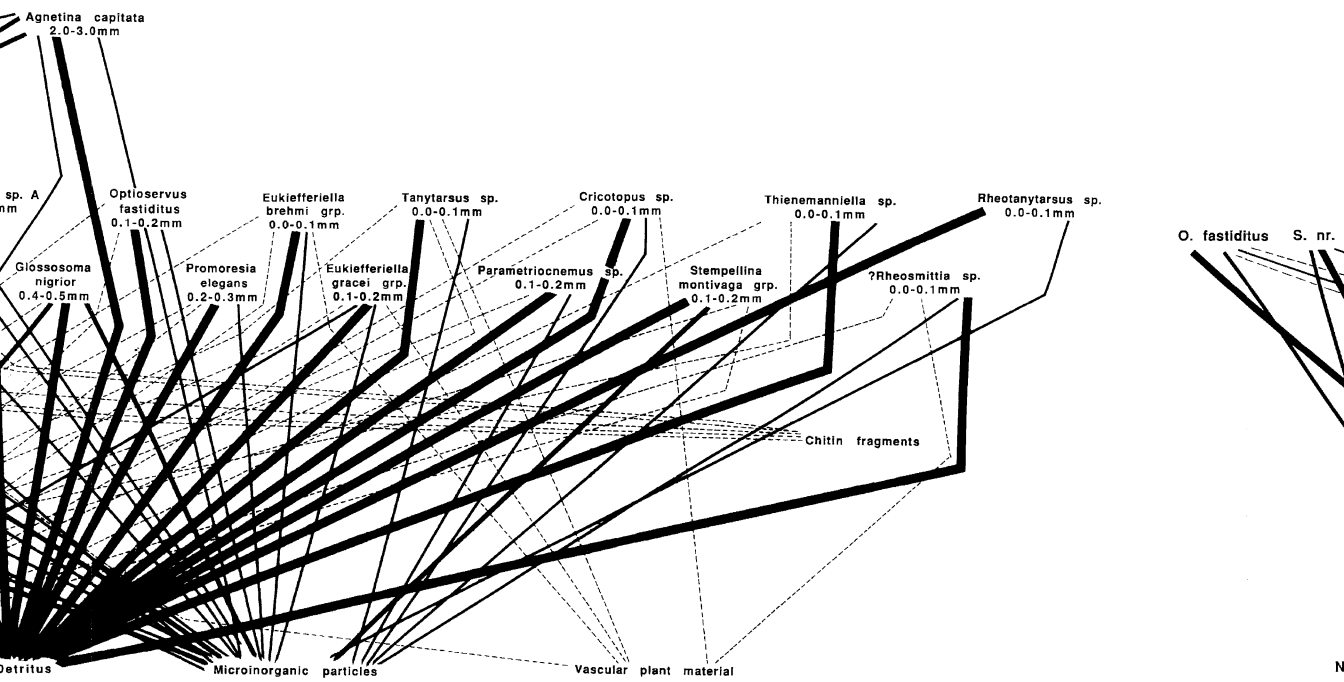 Agnetina capitata
2.0-3.0mm
sp. A
mm
Optioservus
fastiditus
0.1-0.2mm
Eukiefferiella
brehmi grp.
0.0-0.1mm
Tanytarsus sp.
0.0-0.1mm
Cricotopus sp.
0.0-0.1mm
Thienemanniella sp.
0.0-0.1mm
Rheotanytarsus sp.
0.0-0.1mm
O. fastiditus
S. nr.
Glossosoma
nigrior
0.4-0.5mm
Promoresia
elegans
0.2-0.3mm
Eukiefferiella
gracei grp.
0.1-0.2mm
Parametriocnemus sp.
0.1-0.2mm
Stempellina
montivaga grp.
0.1-0.2mm
?Rheosmittia sp.
0.0-0.1mm
Chitin fragments
Detritus
Microinorganic particles
Vascular plant material
N